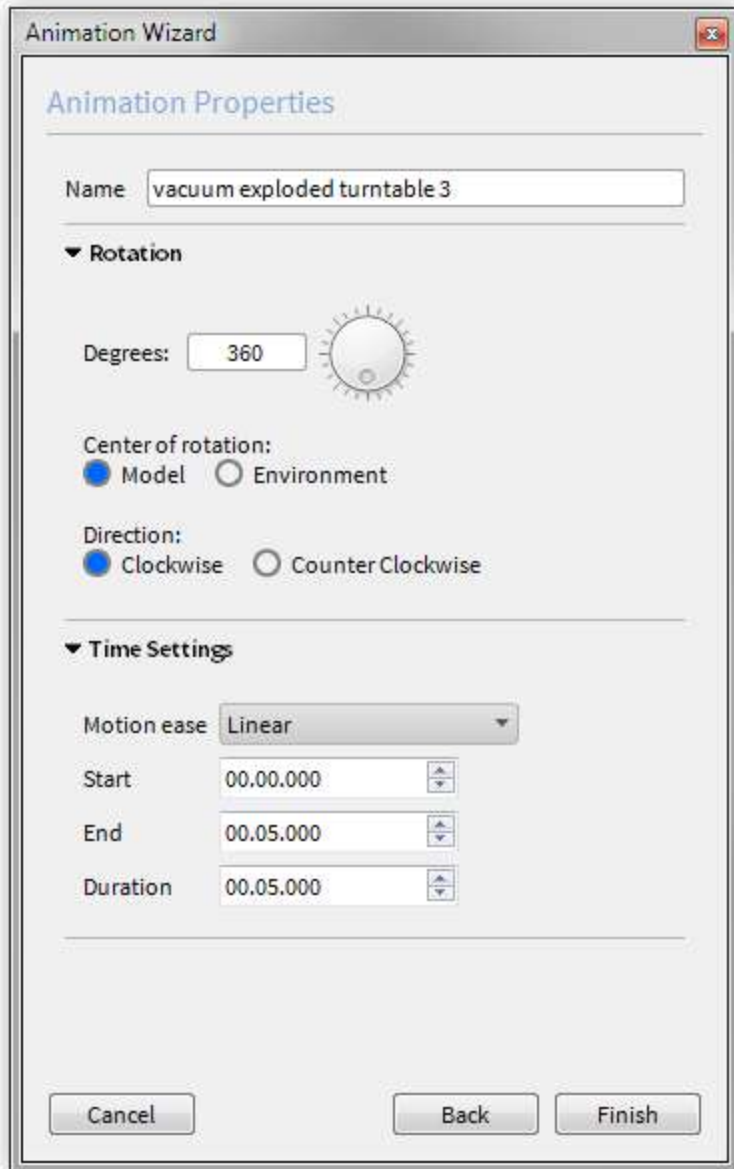 Animation Wizard
Animation Properties
Name vacuum exploded turntable 3
Rotation
Degrees: 360
Center of rotation:
Model Environment
Direction:
Clockwise Counter Clockwise
Time Settings
Motion ease Linear
Start 00.00.000
End 00.05.000
Duration 00.05.000
Cancel Back Finish